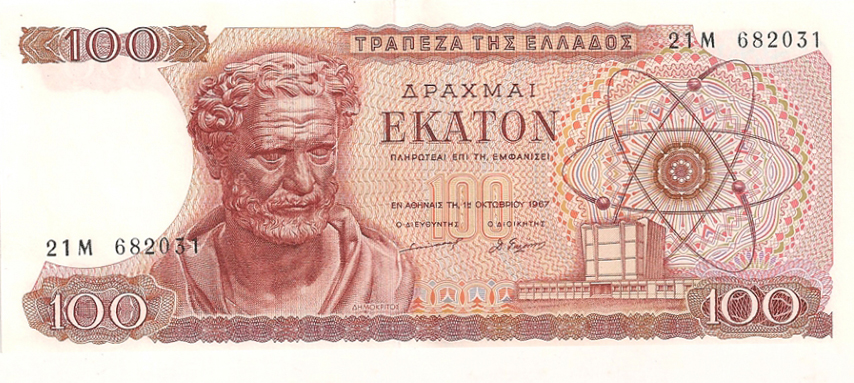 100
ΤΡΑΠΕΖΑ ΤΗΣ ΕΛΛΑΔΟΣ
21Μ 682031
ΔΡΑΧΜΑΙ
ΕΚΑΤΟΝ
ΠΛΗΡΩΤΕΑΙ ΕΠΙ ΤΗ, ΕΜΦΑΝΙΣΕΙ
100
ΕΝ ΑΘΗΝΑΙΣ ΤΗ, 1ῃ ΟΚΤΩΒΡΙΟΥ 1967
Ο ΔΙΕΥΘΥΝΤΗΣ Ο ΔΙΟΙΚΗΤΗΣ
21Μ 682031
ΔΗΜΟΚΡΙΤΟΣ
100
100